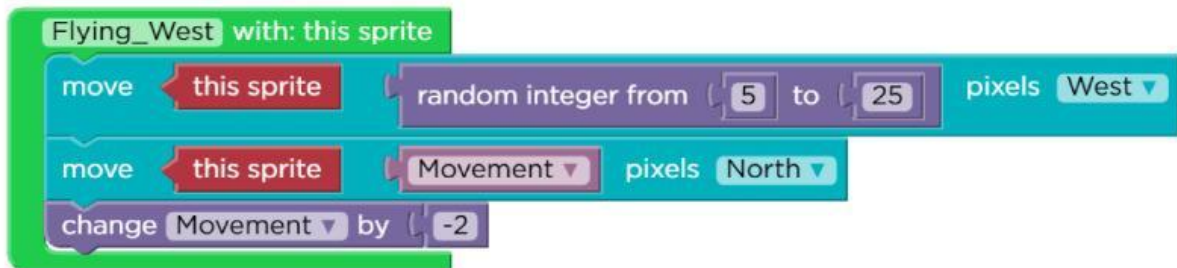 Flying_West with: this sprite
move this sprite random integer from 5 to 25 pixels West
move this sprite Movement pixels North
change Movement by -2